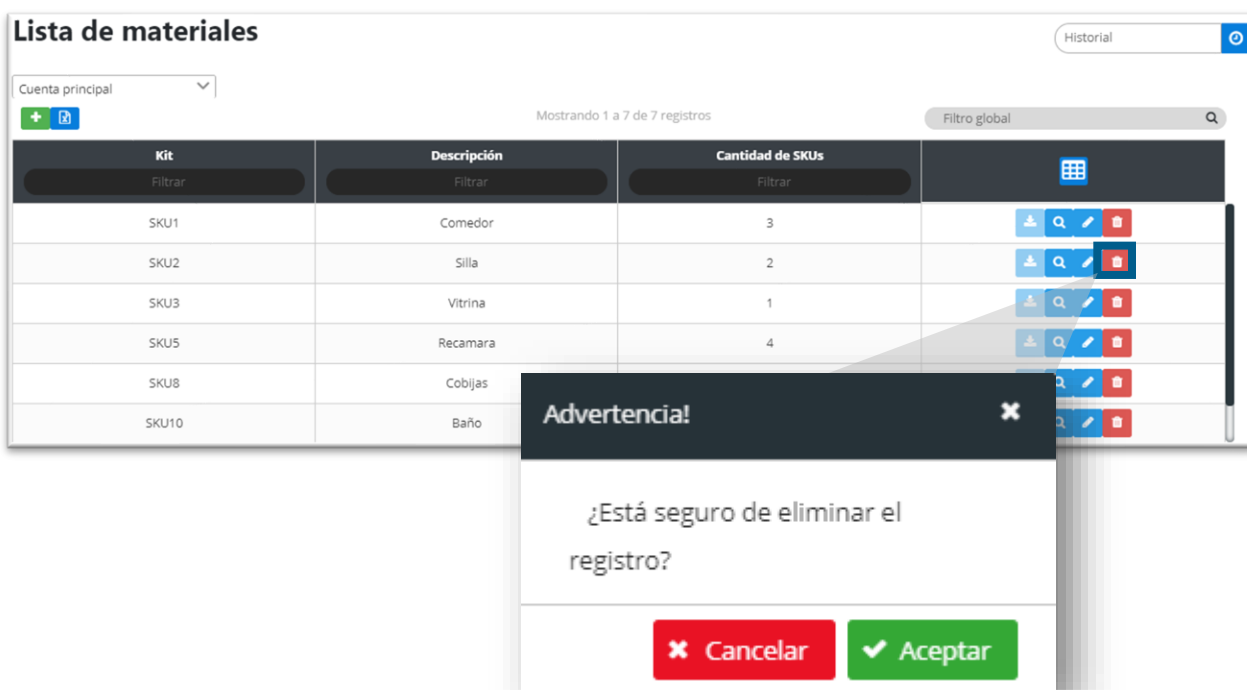 Lista de materiales
Historial
Cuenta principal
Mostrando 1 a 7 de 7 registros
Filtro global
Kit Descripción Cantidad de SKUs
Filtrar Filtrar Filtrar
SKU1 Comedor 3
SKU2 Silla 2
SKU3 Vitrina 1
SKU5 Recamara 4
SKU8 Cobijas
SKU10 Baño
Advertencia!
¿Está seguro de eliminar el
registro?
Cancelar Aceptar